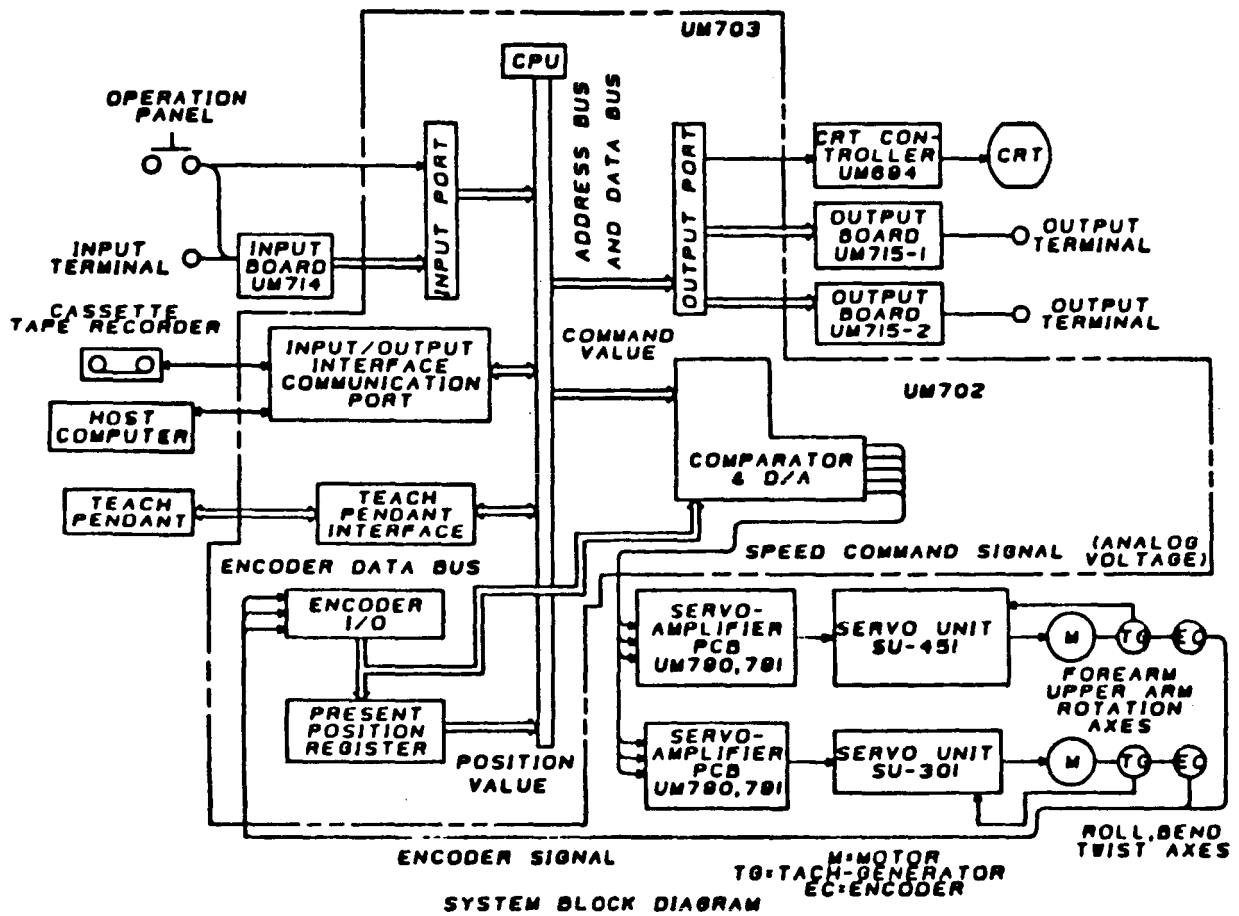 UM703
CPU
OPERATION
PANEL
INPUT PORT
ADDRESS BUS
AND DATA BUS
OUTPUT PORT
CRT CON-
TROLLER
UM694
CRT
INPUT
TERMINAL
INPUT
BOARD
UM714
OUTPUT
BOARD
UM715-1
OUTPUT
TERMINAL
OUTPUT
BOARD
UM715-2
OUTPUT
TERMINAL
CASSETTE
TAPE RECORDER
INPUT/OUTPUT
INTERFACE
COMMUNICATION
PORT
COMMAND
VALUE
HOST
COMPUTER
UM702
COMPARATOR
& D/A
TEACH
PENDANT
TEACH
PENDANT
INTERFACE
SPEED COMMAND SIGNAL
(ANALOG
VOLTAGE)
ENCODER DATA BUS
ENCODER
I/O
SERVO-
AMPLIFIER
PCB
UM790,791
SERVO UNIT
SU-451
M
TG
EC
FOREARM
UPPER ARM
ROTATION
AXES
PRESENT
POSITION
REGISTER
POSITION
VALUE
SERVO-
AMPLIFIER
PCB
UM790,791
SERVO UNIT
SU-301
M
TG
EC
ROLL,BEND
TWIST AXES
ENCODER SIGNAL
M=MOTOR
TG=TACH-GENERATOR
EC=ENCODER
SYSTEM BLOCK DIAGRAM